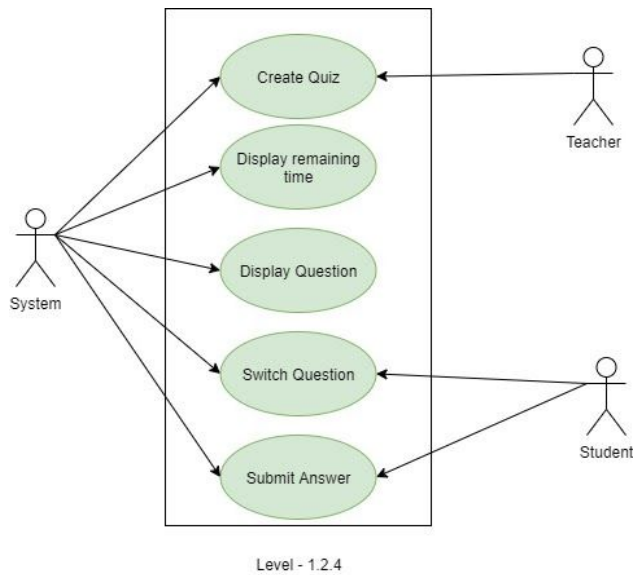 Create Quiz
Teacher
Display remaining
time
Display Question
System
Switch Question
Student
Submit Answer
Level - 1.2.4